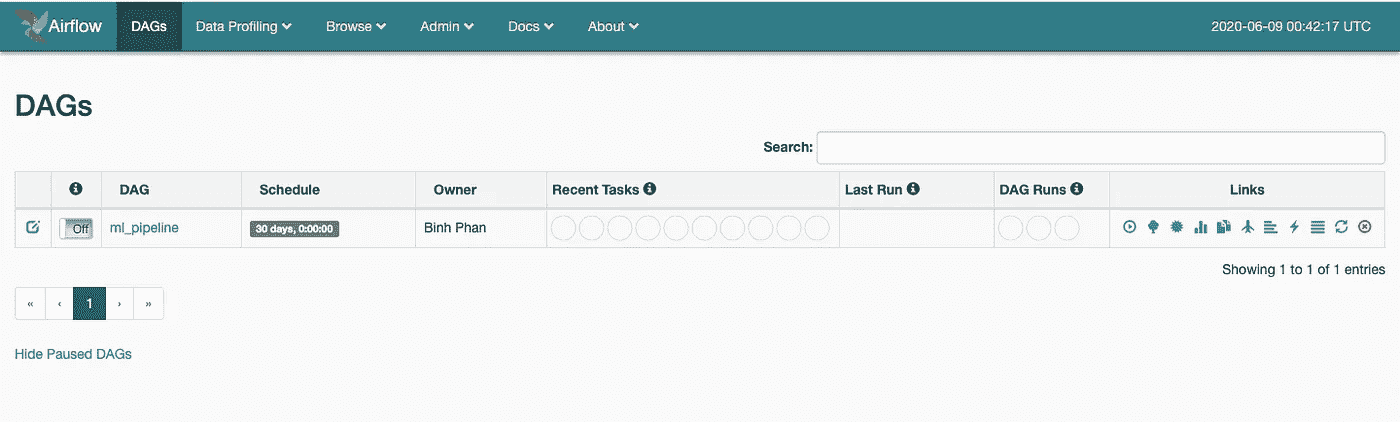 Airflow DAGs Data Profiling Browse Admin Docs About 2020-06-09 00:42:17 UTC
DAGs
Search:
DAG Schedule Owner Recent Tasks Last Run DAG Runs Links
Off ml_pipeline 30 days, 0:00:00 Binh Phan
Showing 1 to 1 of 1 entries
« ‹ 1 › »
Hide Paused DAGs